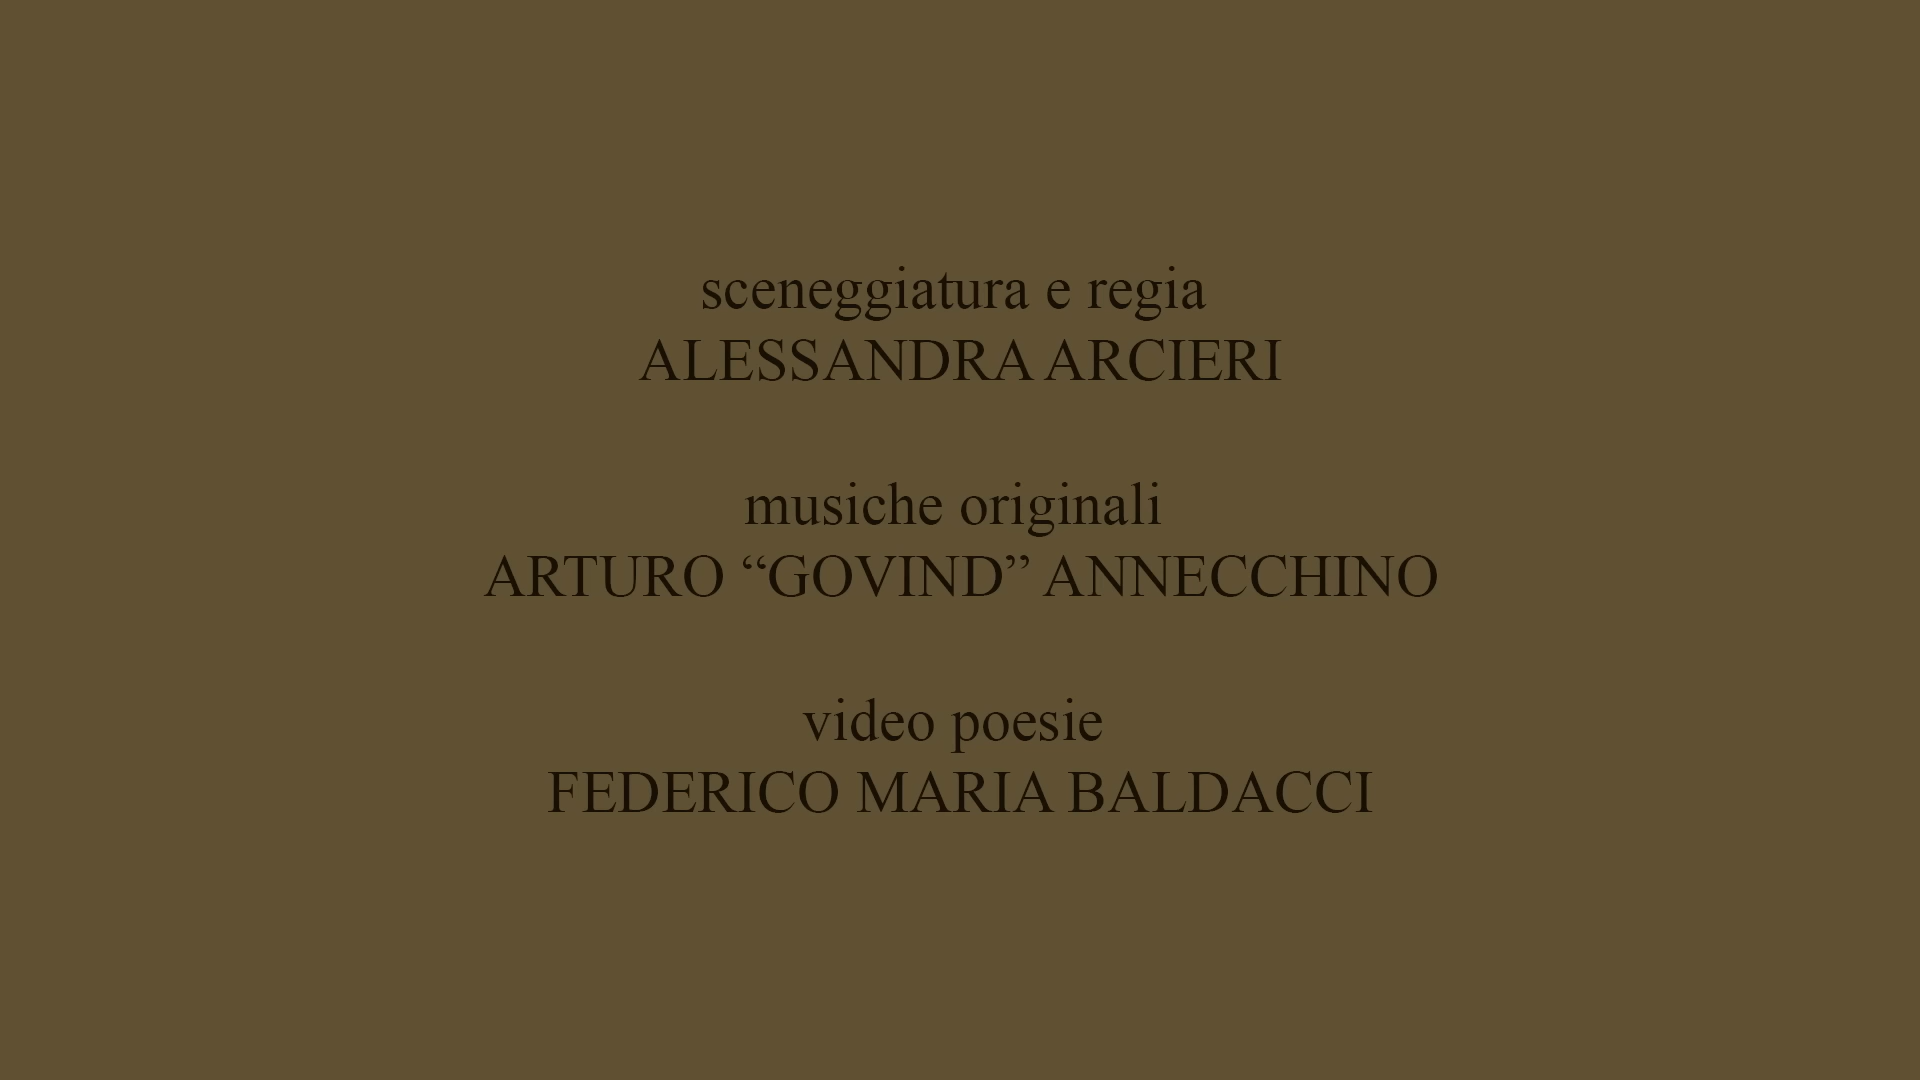 sceneggiatura e regia
ALESSANDRA ARCIERI
musiche originali
ARTURO “GOVIND” ANNECCHINO
video poesie
FEDERICO MARIA BALDACCI